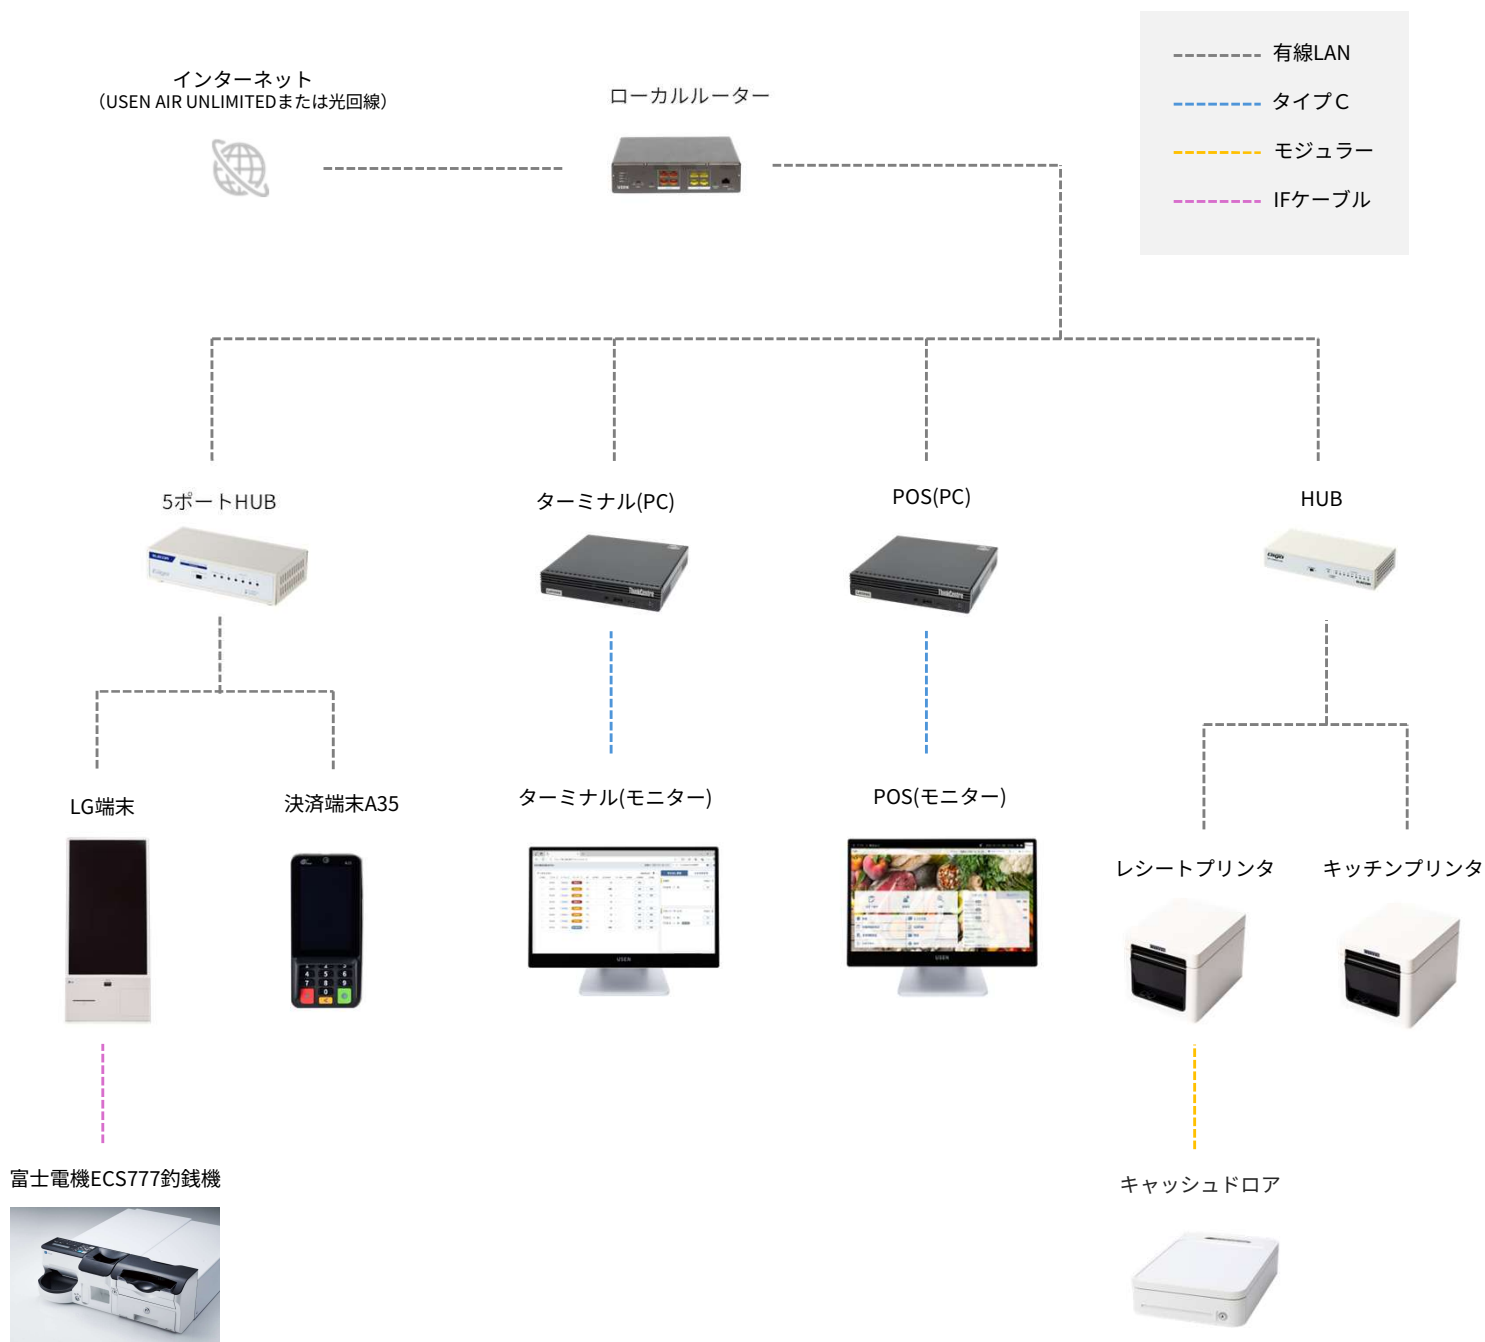 有線LAN
タイプC
モジュラー
IFケーブル
インターネット
（USEN AIR UNLIMITEDまたは光回線）
ローカルルーター
USEN
5ポートHUB
ターミナル(PC)
POS(PC)
HUB
ThinkCentre
ThinkCentre
LG端末
決済端末A35
ターミナル(モニター)
POS(モニター)
レシートプリンタ
キッチンプリンタ
USEN
USEN
富士電機ECS777釣銭機
キャッシュドロア